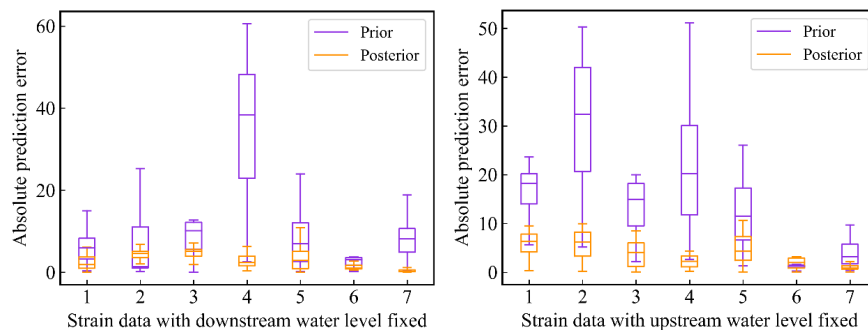 Absolute prediction error
60
40
20
0
Prior
Posterior
1 2 3 4 5 6 7
Strain data with downstream water level fixed
Absolute prediction error
50
40
30
20
10
0
Prior
Posterior
1 2 3 4 5 6 7
Strain data with upstream water level fixed